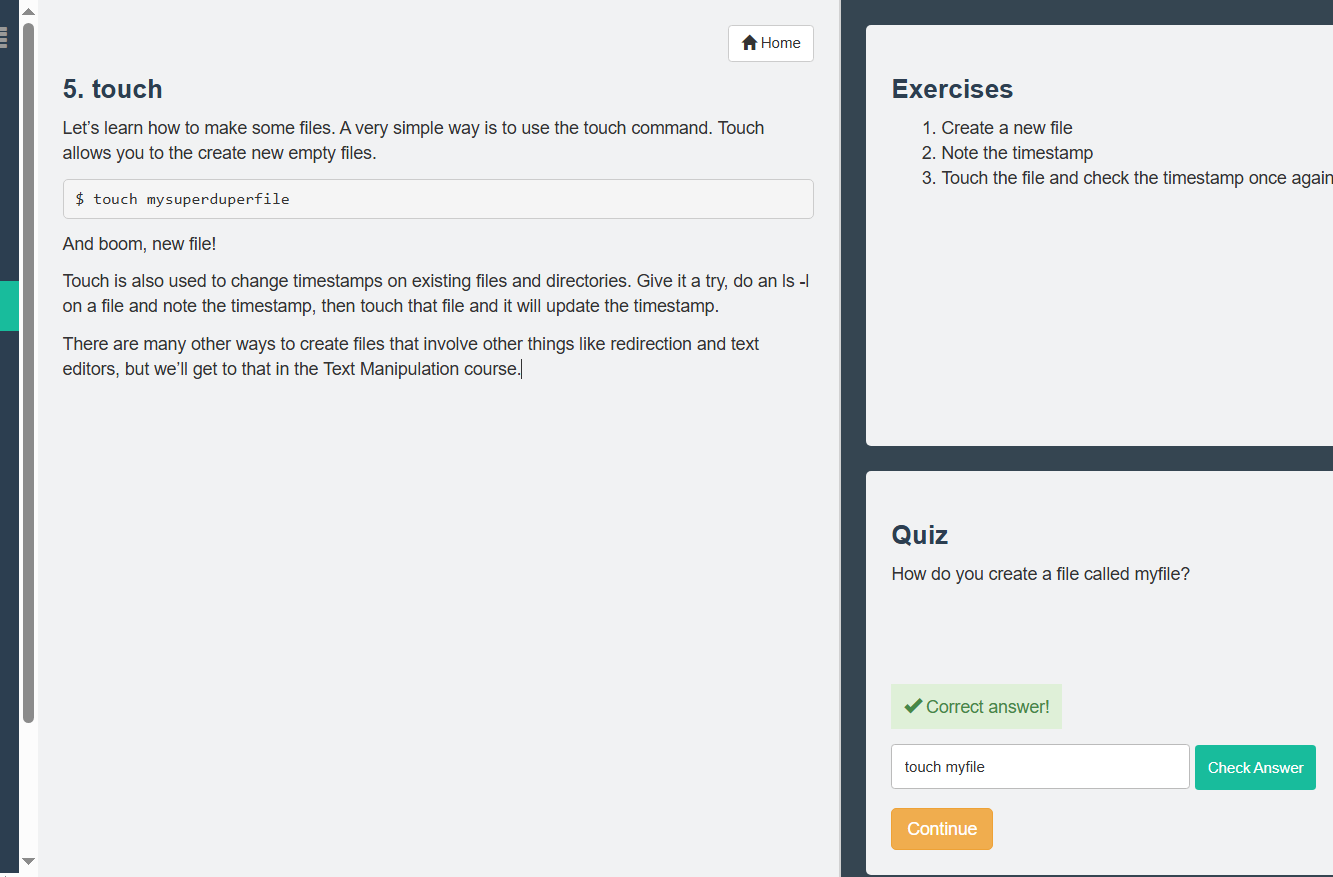 Home
5. touch
Let’s learn how to make some files. A very simple way is to use the touch command. Touch
allows you to the create new empty files.
$ touch mysuperduperfile
And boom, new file!
Touch is also used to change timestamps on existing files and directories. Give it a try, do an ls -l
on a file and note the timestamp, then touch that file and it will update the timestamp.
There are many other ways to create files that involve other things like redirection and text
editors, but we’ll get to that in the Text Manipulation course.
Exercises
1. Create a new file
2. Note the timestamp
3. Touch the file and check the timestamp once again
Quiz
How do you create a file called myfile?
Correct answer!
touch myfile
Check Answer
Continue